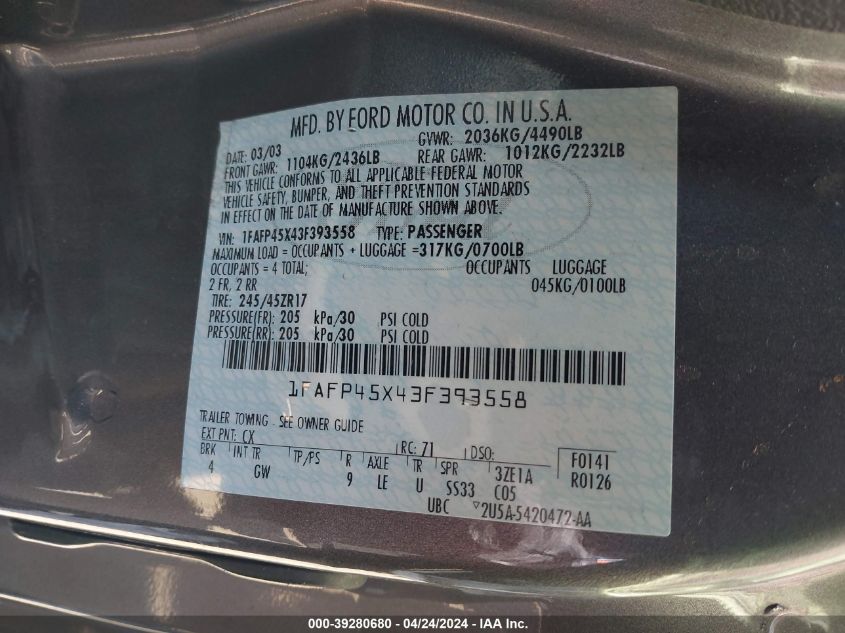 MFD. BY FORD MOTOR CO. IN U.S.A.
DATE: 03/03 GVWR: 2036KG/4490LB
FRONT GAWR: 1104KG/2436LB REAR GAWR: 1012KG/2232LB
THIS VEHICLE CONFORMS TO ALL APPLICABLE FEDERAL MOTOR
VEHICLE SAFETY, BUMPER, AND THEFT PREVENTION STANDARDS
IN EFFECT ON THE DATE OF MANUFACTURE SHOWN ABOVE.
VIN: 1FAFP45X43F393558 TYPE: PASSENGER
MAXIMUM LOAD = OCCUPANTS + LUGGAGE =317KG/0700LB
OCCUPANTS = 4 TOTAL; OCCUPANTS LUGGAGE
2 FR, 2 RR 045KG/0100LB
TIRE: 245/45ZR17
PRESSURE(FR) 205 kPa/30 PSI COLD
PRESSURE(RR) 205 kPa/30 PSI COLD
1FAFP45X43F393558
TRAILER TOWING - SEE OWNER GUIDE
EXT PNT: CX RC: 71 DSO: F0141
BRK INT TR TP/PS R AXLE TR SPR 3ZE1A R0126
4 GW 9 LE U SS33 C05
UBC ▽2U5A-5420472-AA
000-39280680 - 04/24/2024 - IAA Inc.